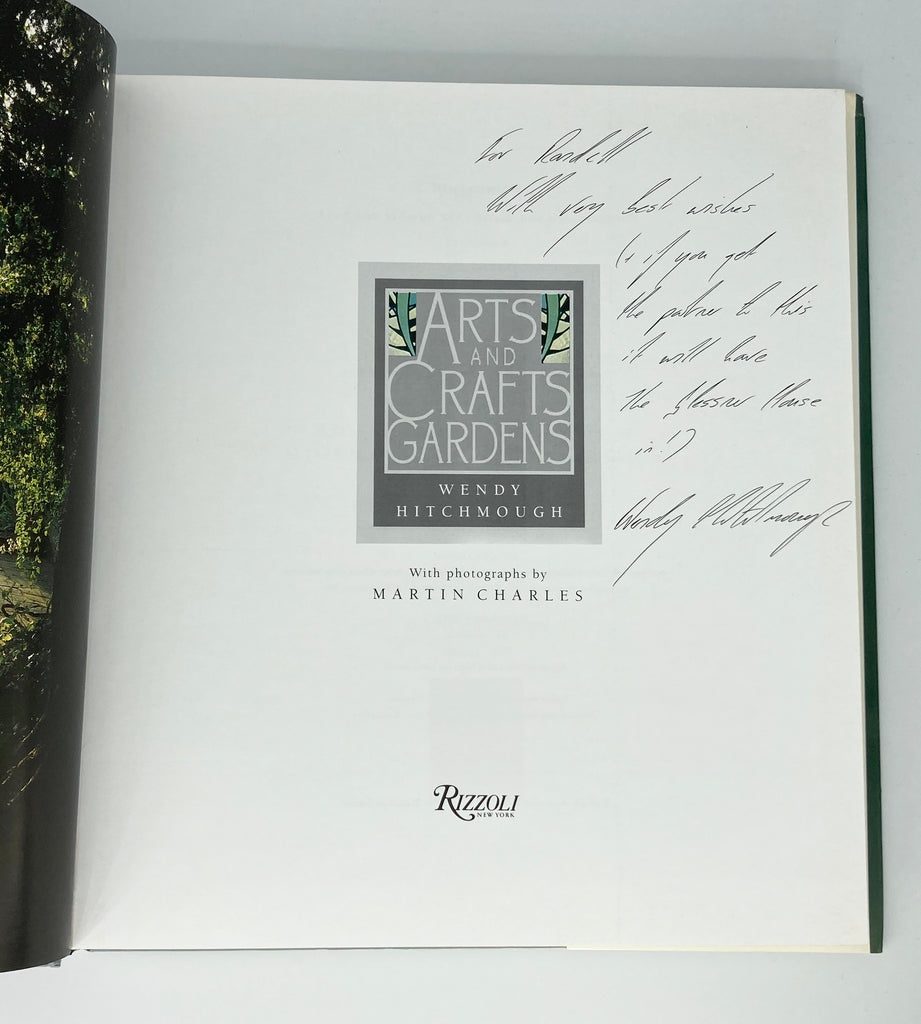 For Randell
With very best wishes
(& if you get
the partner to this
it will have
the Glessner House
in!)
Wendy Hitchmough
ARTS
AND
CRAFTS
GARDENS
WENDY
HITCHMOUGH
With photographs by
MARTIN CHARLES
RIZZOLI
NEW YORK